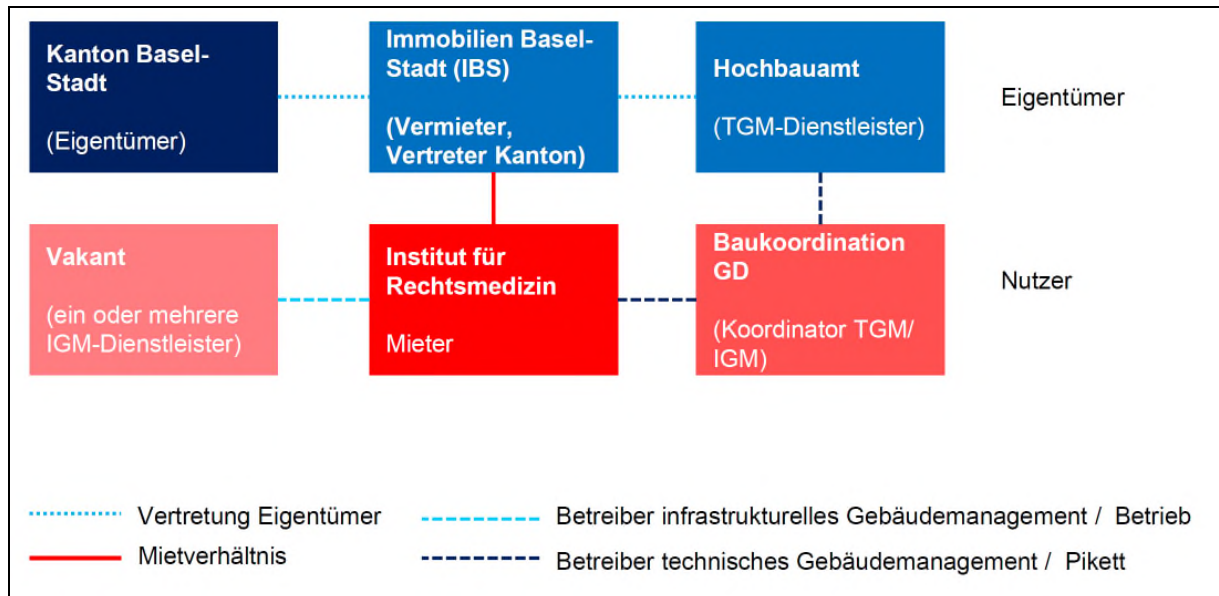 Kanton Basel-
Stadt
(Eigentümer)
Immobilien Basel-
Stadt (IBS)
(Vermieter,
Vertreter Kanton)
Hochbauamt
(TGM-Dienstleister)
Eigentümer
Vakant
(ein oder mehrere
IGM-Dienstleister)
Institut für
Rechtsmedizin
Mieter
Baukoordination
GD
(Koordinator TGM/
IGM)
Nutzer
Vertretung Eigentümer
Betreiber infrastrukturelles Gebäudemanagement / Betrieb
Mietverhältnis
Betreiber technisches Gebäudemanagement / Pikett